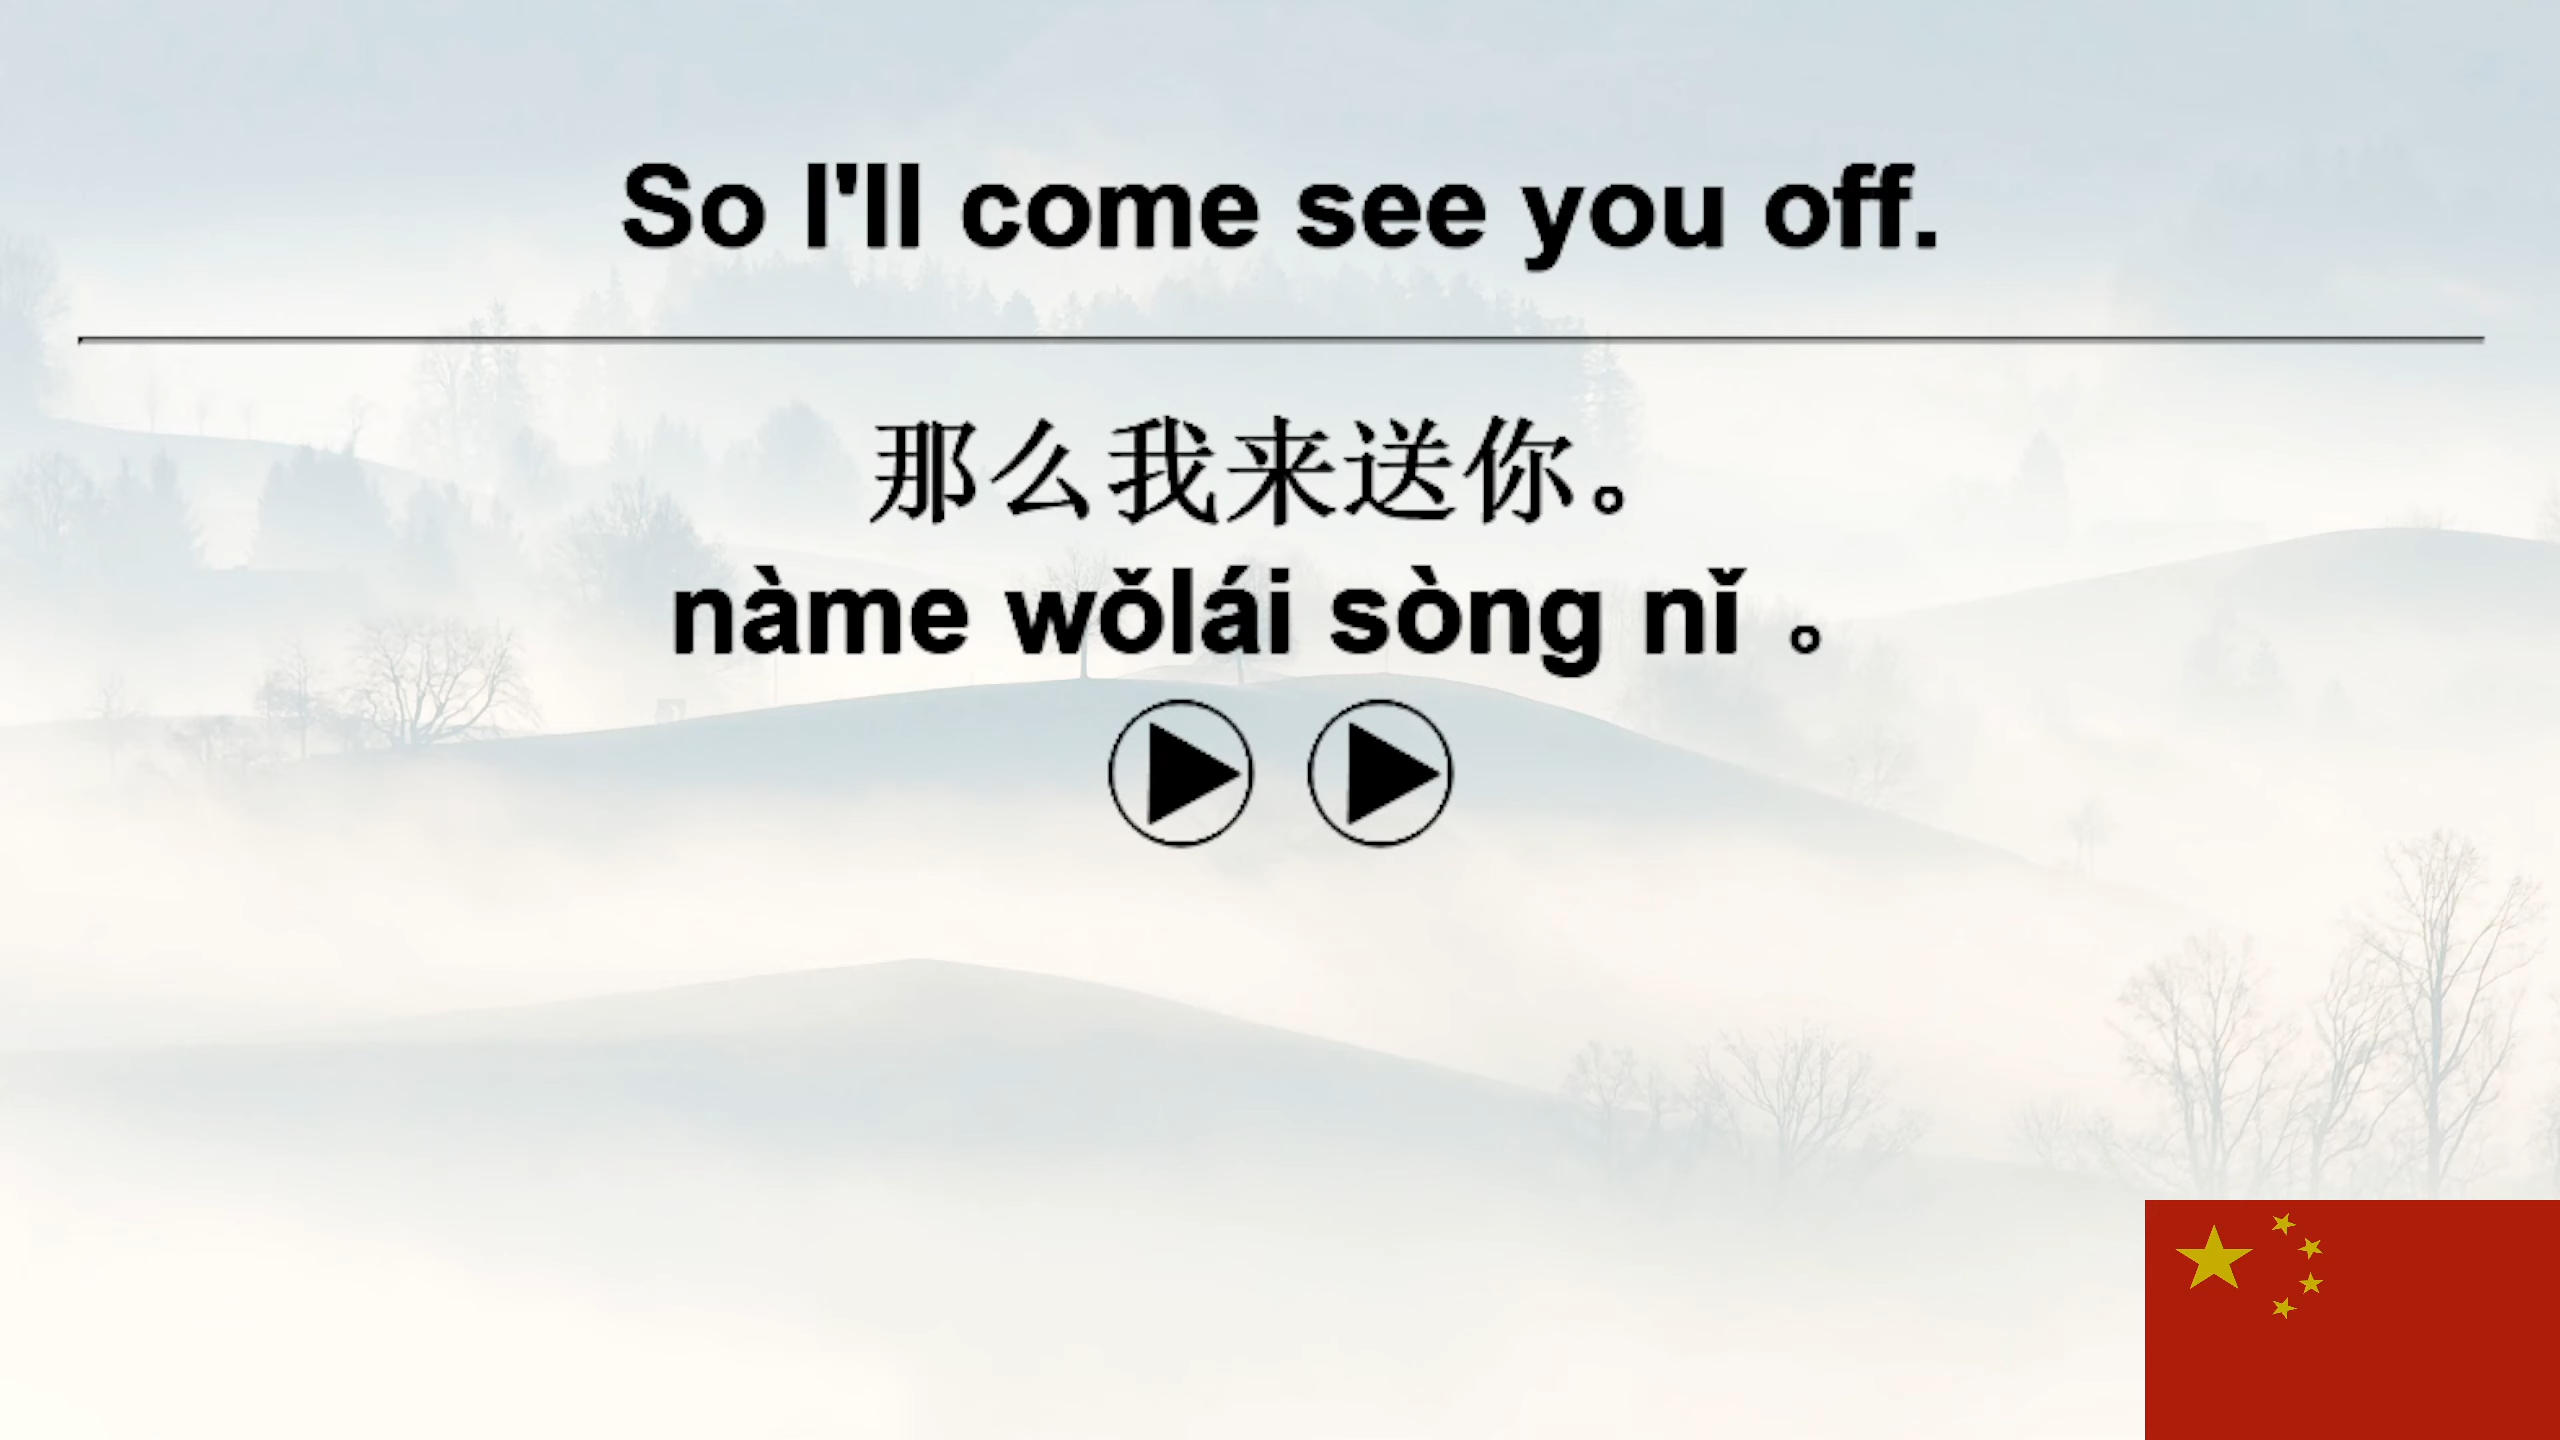 So I'll come see you off.
那么我来送你。
nàme wǒlái sòng nǐ 。